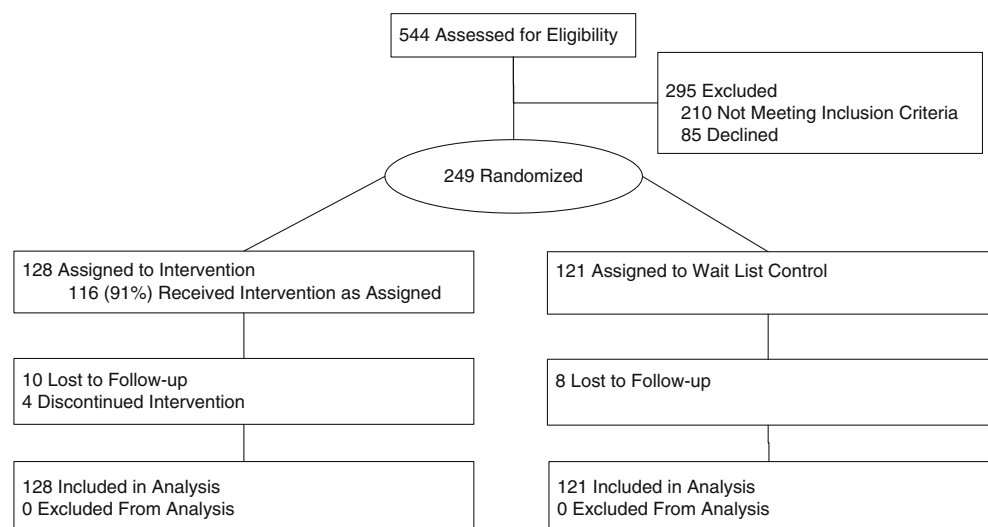 544 Assessed for Eligibility
295 Excluded
210 Not Meeting Inclusion Criteria
85 Declined
249 Randomized
128 Assigned to Intervention
116 (91%) Received Intervention as Assigned
121 Assigned to Wait List Control
10 Lost to Follow-up
4 Discontinued Intervention
8 Lost to Follow-up
128 Included in Analysis
0 Excluded From Analysis
121 Included in Analysis
0 Excluded From Analysis